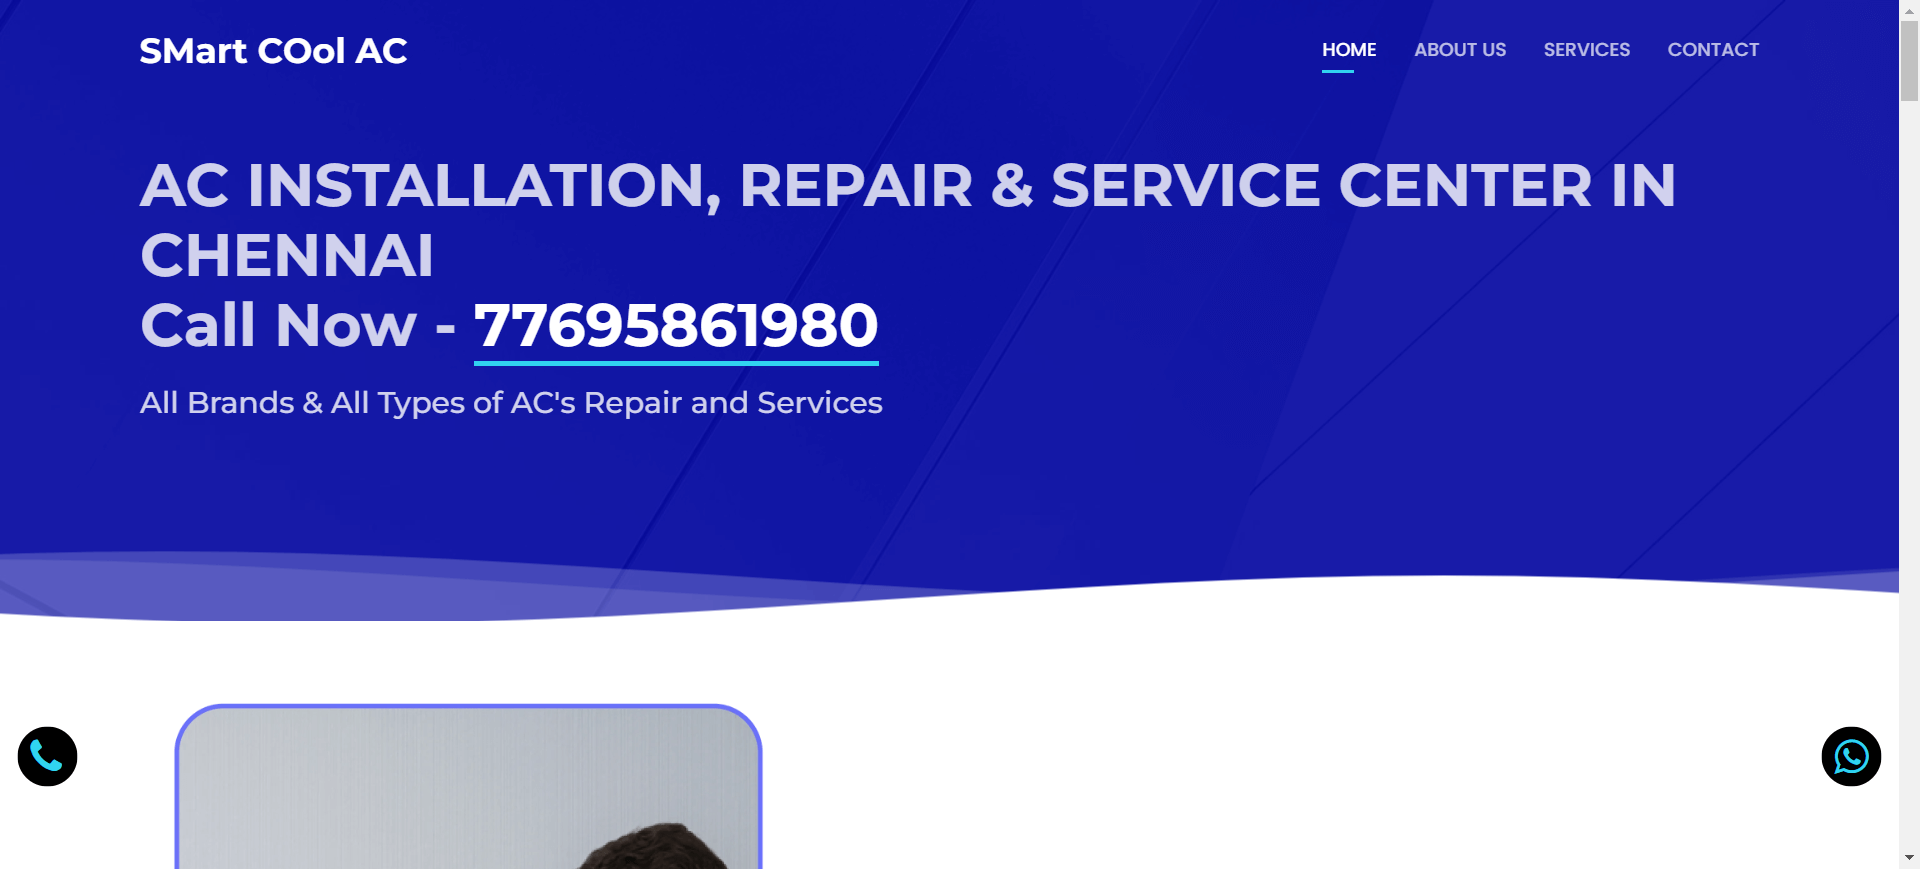 SMart COol AC
HOME ABOUT US SERVICES CONTACT
AC INSTALLATION, REPAIR & SERVICE CENTER IN
CHENNAI
Call Now - 77695861980
All Brands & All Types of AC's Repair and Services